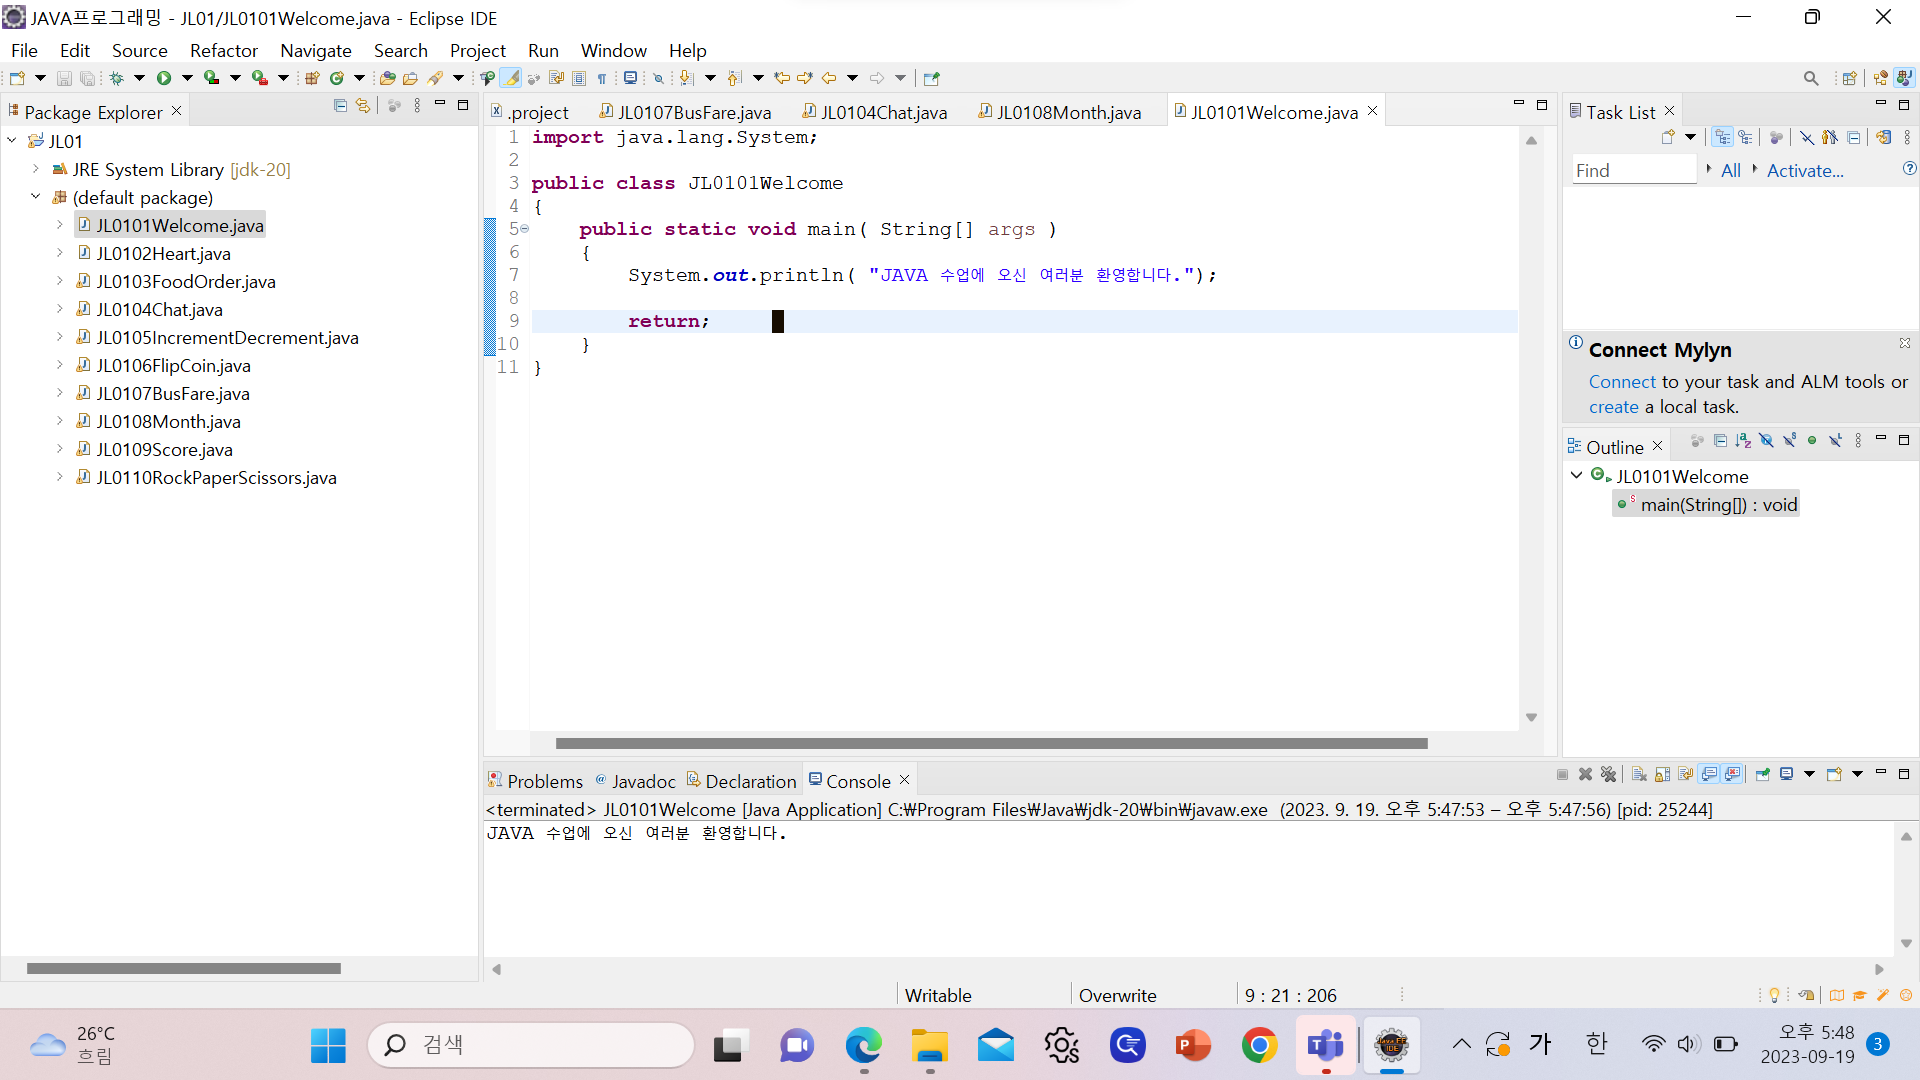 JAVA프로그래밍 - JL01/JL0101Welcome.java - Eclipse IDE
File Edit Source Refactor Navigate Search Project Run Window Help
Package Explorer
JL01
JRE System Library [jdk-20]
(default package)
JL0101Welcome.java
JL0102Heart.java
JL0103FoodOrder.java
JL0104Chat.java
JL0105IncrementDecrement.java
JL0106FlipCoin.java
JL0107BusFare.java
JL0108Month.java
JL0109Score.java
JL0110RockPaperScissors.java
.project JL0107BusFare.java JL0104Chat.java JL0108Month.java JL0101Welcome.java
1 import java.lang.System;
2
3 public class JL0101Welcome
4 {
5 public static void main( String[] args )
6 {
7 System.out.println( "JAVA 수업에 오신 여러분 환영합니다.");
8
9 return;
10 }
11 }
Task List
Find All Activate...
Connect Mylyn
Connect to your task and ALM tools or
create a local task.
Outline
JL0101Welcome
main(String[]) : void
Problems Javadoc Declaration Console
<terminated> JL0101Welcome [Java Application] C:₩Program Files₩Java₩jdk-20₩bin₩javaw.exe (2023. 9. 19. 오후 5:47:53 – 오후 5:47:56) [pid: 25244]
JAVA 수업에 오신 여러분 환영합니다.
Writable Overwrite 9 : 21 : 206
26°C
흐림
검색
가 한
오후 5:48
2023-09-19
3